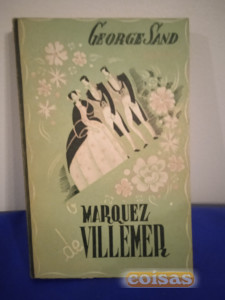 GEORGE SAND
O MARQUEZ
de VILLEMER
coisas